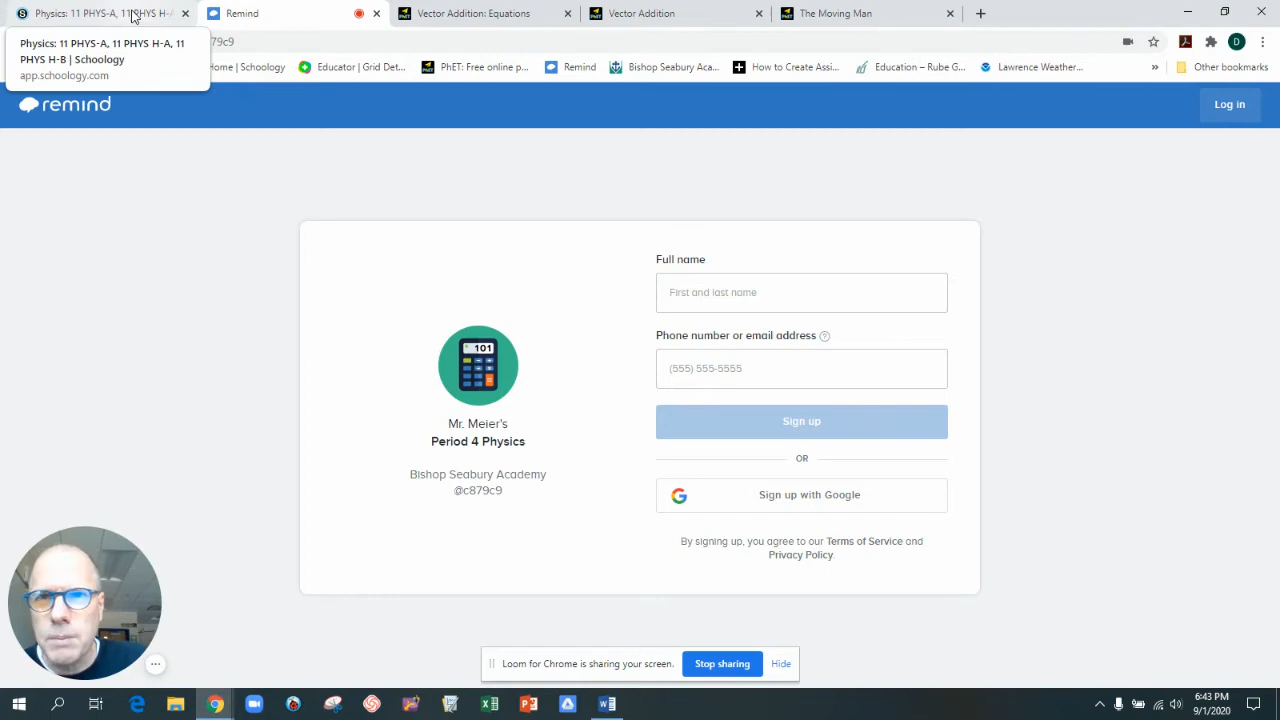 Physics: 11 PHYS-A, 11 PHYS H-A
Remind
Vector Addition: Equations
Vector Addition
The Moving Man
79c9
Physics: 11 PHYS-A, 11 PHYS H-A, 11
PHYS H-B | Schoology
app.schoology.com
Home | Schoology
Educator | Grid Det...
PhET: Free online p...
Remind
Bishop Seabury Aca...
How to Create Assi...
Education – Rube G...
Lawrence Weather...
»
Other bookmarks
D
remind
Log in
Full name
First and last name
Phone number or email address
(555) 555-5555
Sign up
OR
Sign up with Google
By signing up, you agree to our Terms of Service and
Privacy Policy.
101
Mr. Meier's
Period 4 Physics
Bishop Seabury Academy
@c879c9
Loom for Chrome is sharing your screen.
Stop sharing
Hide
6:43 PM
9/1/2020